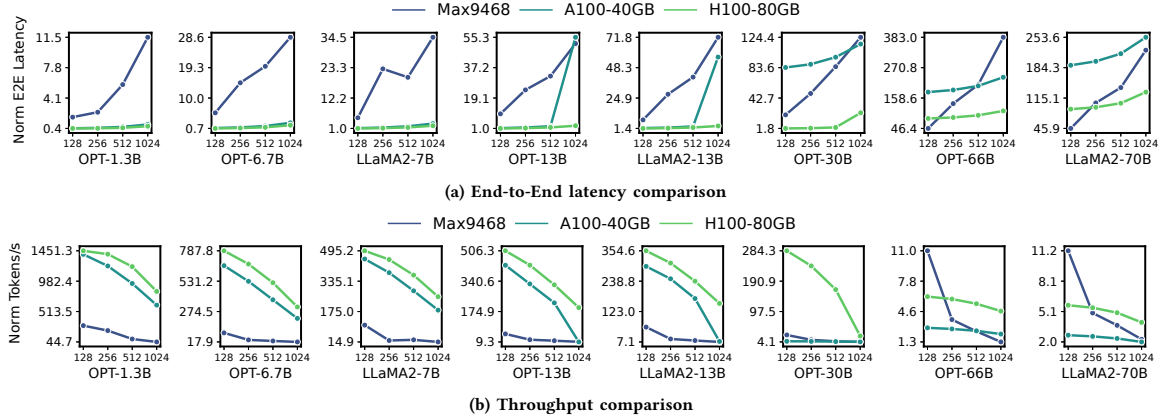 Max9468 A100-40GB H100-80GB
Norm E2E Latency
11.5 28.6 34.5 55.3 71.8 124.4 383.0 253.6
7.8 19.3 23.3 37.2 48.3 83.6 270.8 184.3
4.1 10.0 12.2 19.1 24.9 42.7 158.6 115.1
0.4 0.7 1.0 1.0 1.4 1.8 46.4 45.9
128 256 512 1024 128 256 512 1024 128 256 512 1024 128 256 512 1024 128 256 512 1024 128 256 512 1024 128 256 512 1024 128 256 512 1024
OPT-1.3B OPT-6.7B LLaMA2-7B OPT-13B LLaMA2-13B OPT-30B OPT-66B LLaMA2-70B
(a) End-to-End latency comparison
Max9468 A100-40GB H100-80GB
Norm Tokens/s
1451.3 787.8 495.2 506.3 354.6 284.3 11.0 11.2
982.4 531.2 335.1 340.6 238.8 190.9 7.8 8.1
513.5 274.5 175.0 174.9 123.0 97.5 4.6 5.1
44.7 17.9 14.9 9.3 7.1 4.1 1.3 2.0
128 256 512 1024 128 256 512 1024 128 256 512 1024 128 256 512 1024 128 256 512 1024 128 256 512 1024 128 256 512 1024 128 256 512 1024
OPT-1.3B OPT-6.7B LLaMA2-7B OPT-13B LLaMA2-13B OPT-30B OPT-66B LLaMA2-70B
(b) Throughput comparison